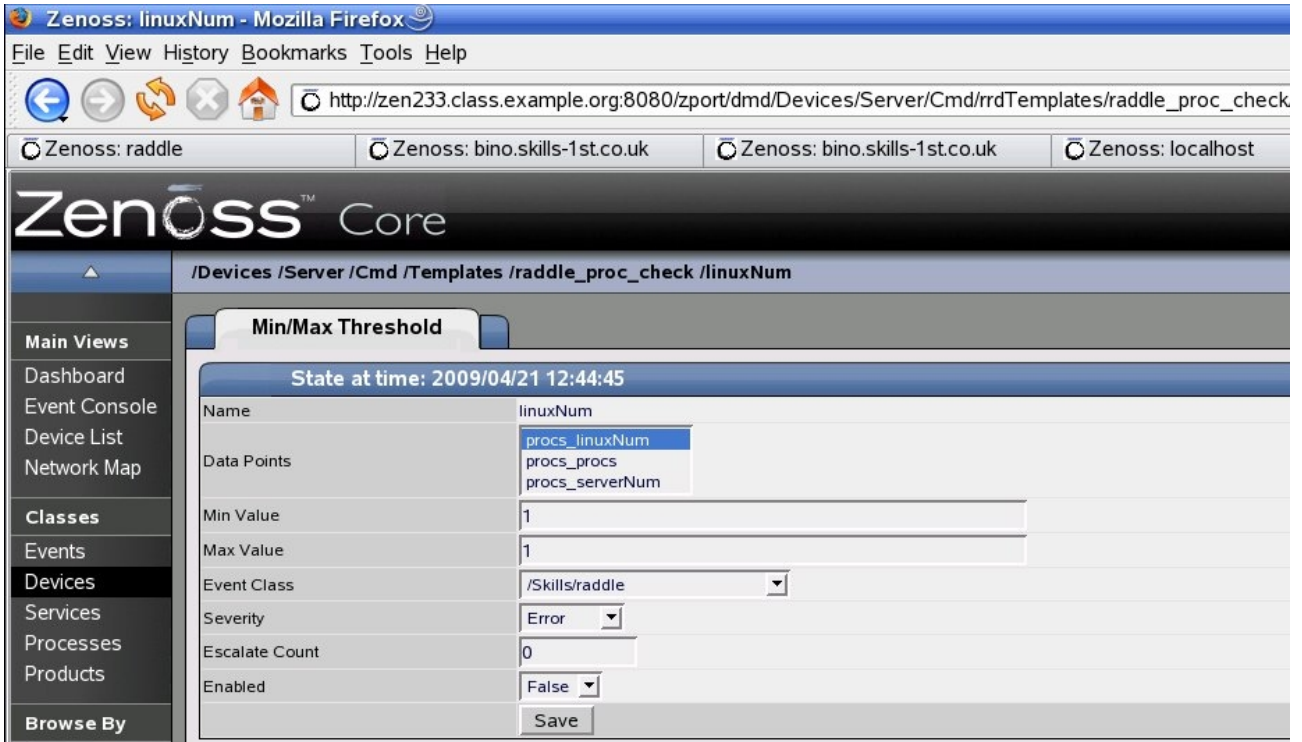 Zenoss: linuxNum - Mozilla Firefox
File Edit View History Bookmarks Tools Help
http://zen233.class.example.org:8080/zport/dmd/Devices/Server/Cmd/rrdTemplates/raddle_proc_check/
Zenoss: raddle Zenoss: bino.skills-1st.co.uk Zenoss: bino.skills-1st.co.uk Zenoss: localhost
Zenoss™ Core
/Devices /Server /Cmd /Templates /raddle_proc_check /linuxNum
Min/Max Threshold
Main Views
Dashboard
Event Console
Device List
Network Map
Classes
Events
Devices
Services
Processes
Products
Browse By
State at time: 2009/04/21 12:44:45
Name linuxNum
Data Points
procs_linuxNum
procs_procs
procs_serverNum
Min Value 1
Max Value 1
Event Class /Skills/raddle
Severity Error
Escalate Count 0
Enabled False
Save